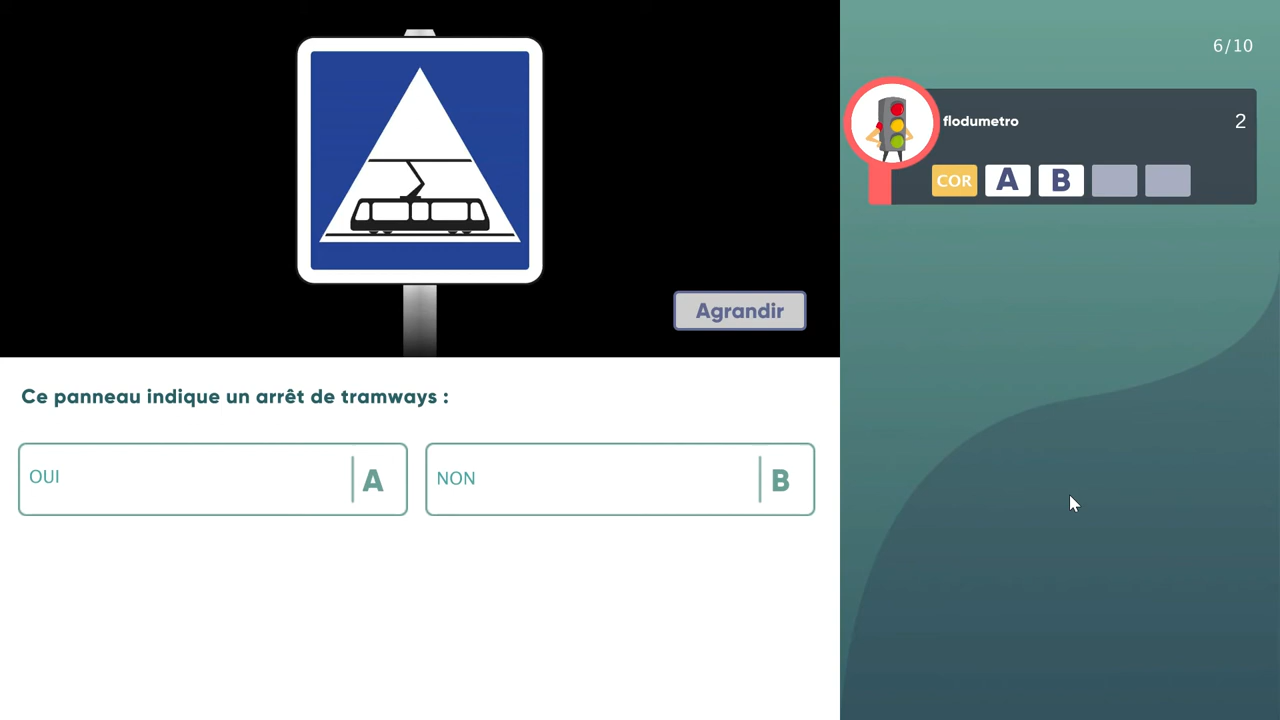 6/10
flodumetro
2
COR A B
Agrandir
Ce panneau indique un arrêt de tramways :
OUI A
NON B